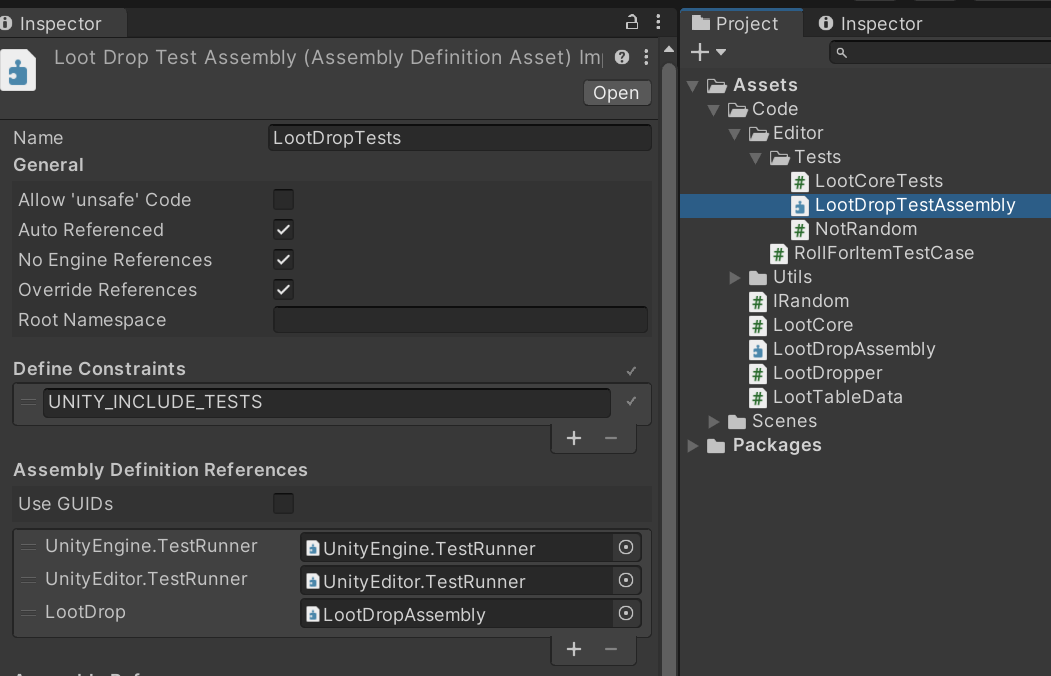 Inspector
Loot Drop Test Assembly (Assembly Definition Asset) Im
Open
Name LootDropTests
General
Allow 'unsafe' Code
Auto Referenced
No Engine References
Override References
Root Namespace
Define Constraints
UNITY_INCLUDE_TESTS
Assembly Definition References
Use GUIDs
UnityEngine.TestRunner UnityEngine.TestRunner
UnityEditor.TestRunner UnityEditor.TestRunner
LootDrop LootDropAssembly
Project Inspector
Assets
Code
Editor
Tests
LootCoreTests
LootDropTestAssembly
NotRandom
RollForItemTestCase
Utils
IRandom
LootCore
LootDropAssembly
LootDropper
LootTableData
Scenes
Packages